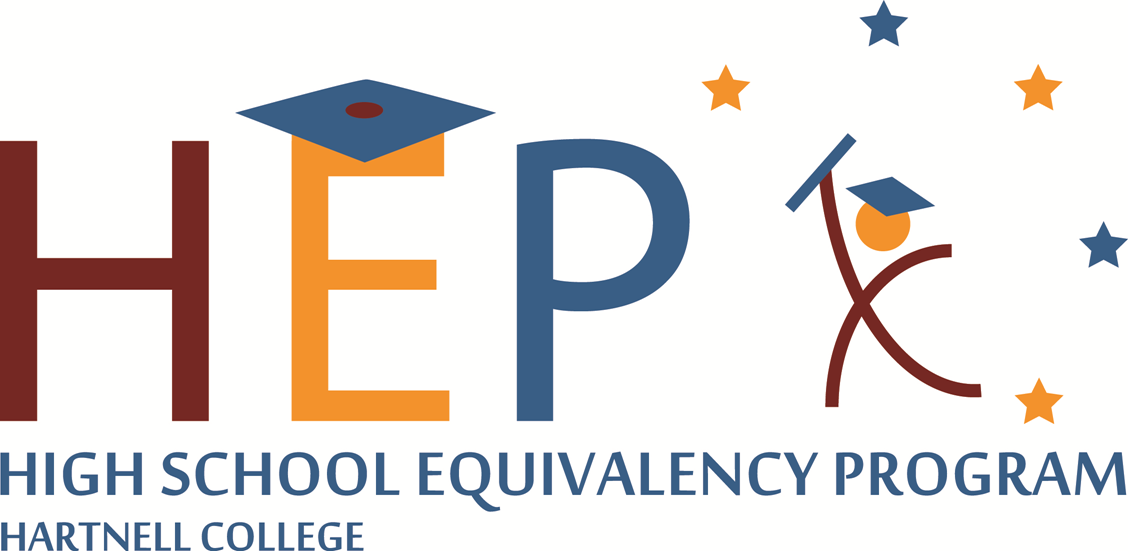 HEP
HIGH SCHOOL EQUIVALENCY PROGRAM
HARTNELL COLLEGE